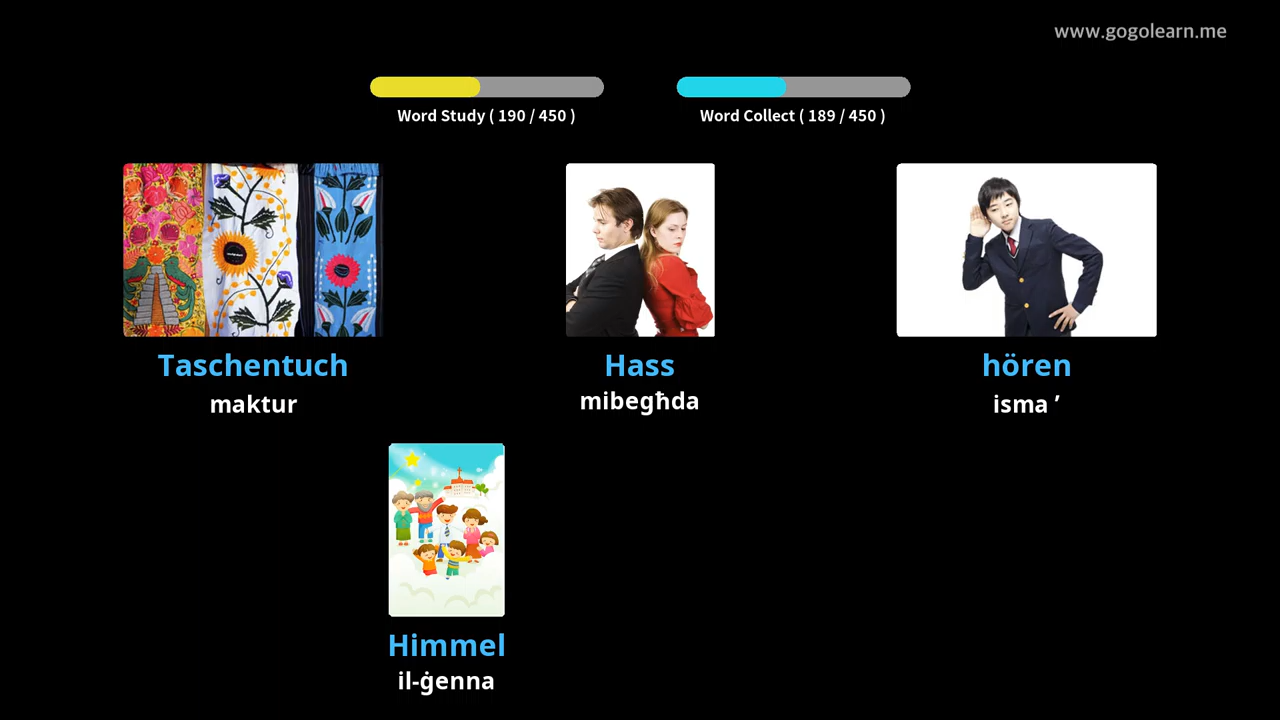 www.gogolearn.me
Word Study ( 190 / 450 )
Word Collect ( 189 / 450 )
Taschentuch
maktur
Hass
mibegħda
hören
isma ’
Himmel
il-ġenna